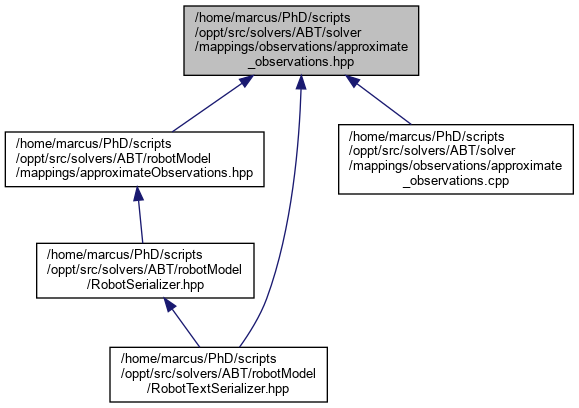 /home/marcus/PhD/scripts
/oppt/src/solvers/ABT/solver
/mappings/observations/approximate
_observations.hpp
/home/marcus/PhD/scripts
/oppt/src/solvers/ABT/robotModel
/mappings/approximateObservations.hpp
/home/marcus/PhD/scripts
/oppt/src/solvers/ABT/solver
/mappings/observations/approximate
_observations.cpp
/home/marcus/PhD/scripts
/oppt/src/solvers/ABT/robotModel
/RobotSerializer.hpp
/home/marcus/PhD/scripts
/oppt/src/solvers/ABT/robotModel
/RobotTextSerializer.hpp